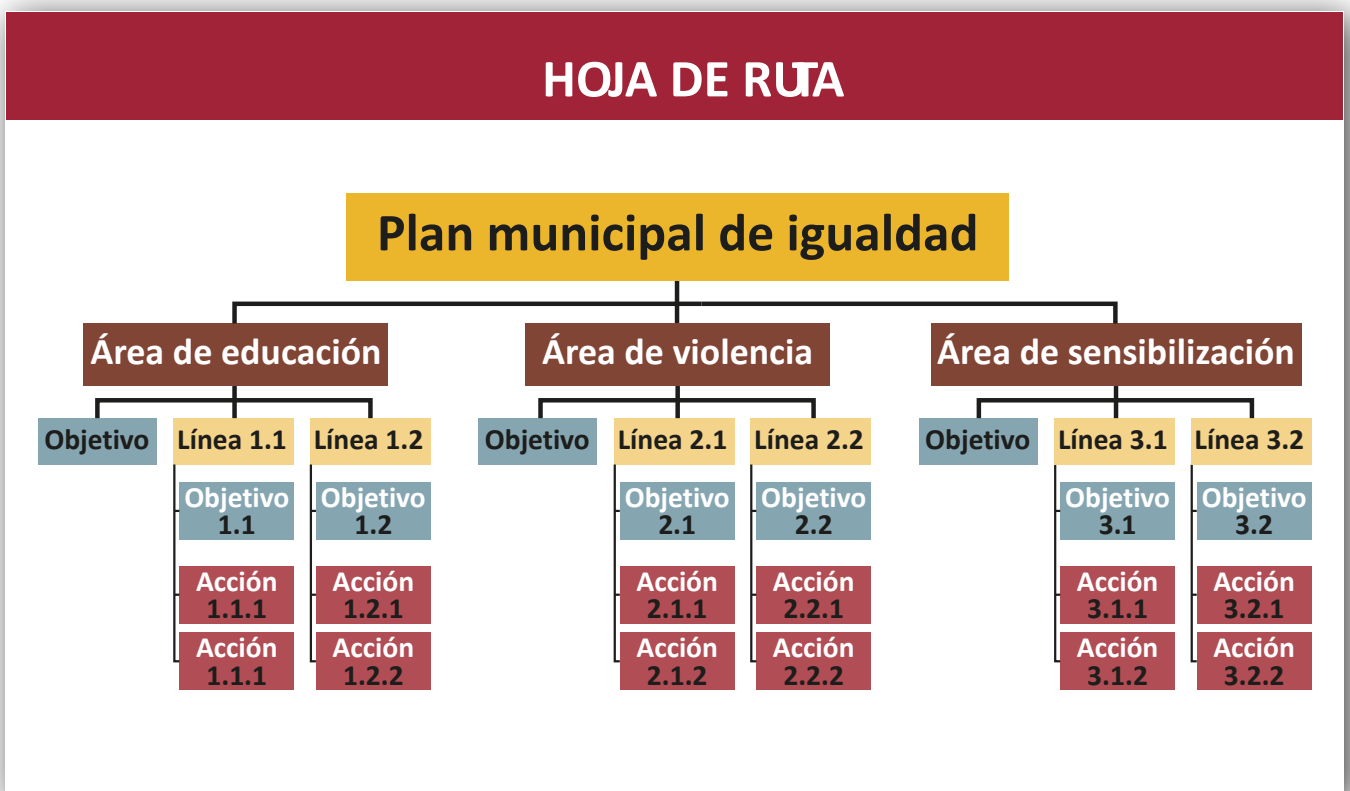 HOJA DE RUTA
Plan municipal de igualdad
Área de educación
Área de violencia
Área de sensibilización
Objetivo
Línea 1.1
Línea 1.2
Objetivo
Línea 2.1
Línea 2.2
Objetivo
Línea 3.1
Línea 3.2
Objetivo
1.1
Objetivo
1.2
Objetivo
2.1
Objetivo
2.2
Objetivo
3.1
Objetivo
3.2
Acción
1.1.1
Acción
1.2.1
Acción
2.1.1
Acción
2.2.1
Acción
3.1.1
Acción
3.2.1
Acción
1.1.1
Acción
1.2.2
Acción
2.1.2
Acción
2.2.2
Acción
3.1.2
Acción
3.2.2